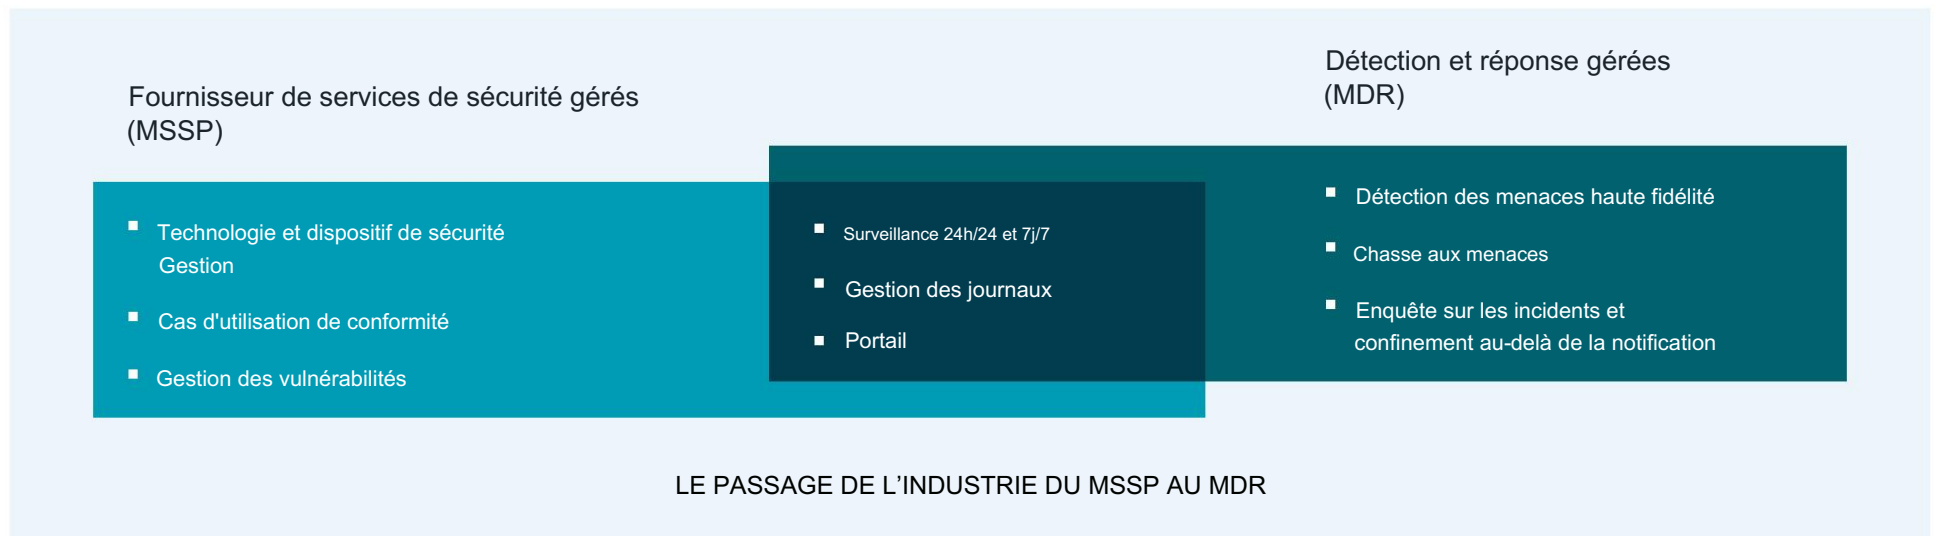 Fournisseur de services de sécurité gérés
(MSSP)
Technologie et dispositif de sécurité
Gestion
Cas d'utilisation de conformité
Gestion des vulnérabilités
Surveillance 24h/24 et 7j/7
Gestion des journaux
Portail
Détection et réponse gérées
(MDR)
Détection des menaces haute fidélité
Chasse aux menaces
Enquête sur les incidents et
confinement au-delà de la notification
LE PASSAGE DE L’INDUSTRIE DU MSSP AU MDR